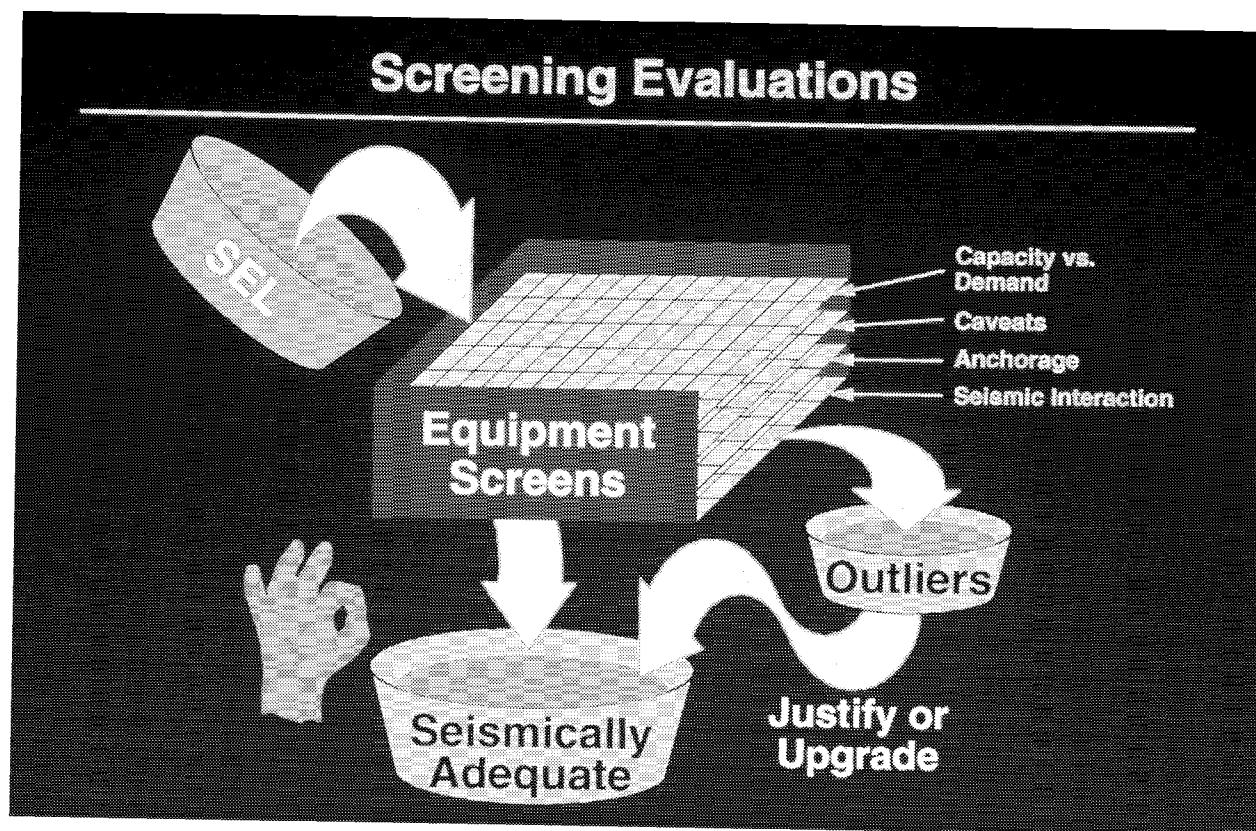 Screening Evaluations
SEL
Capacity vs.
Demand
Caveats
Anchorage
Seismic Interaction
Equipment
Screens
Outliers
Seismically
Adequate
Justify or
Upgrade